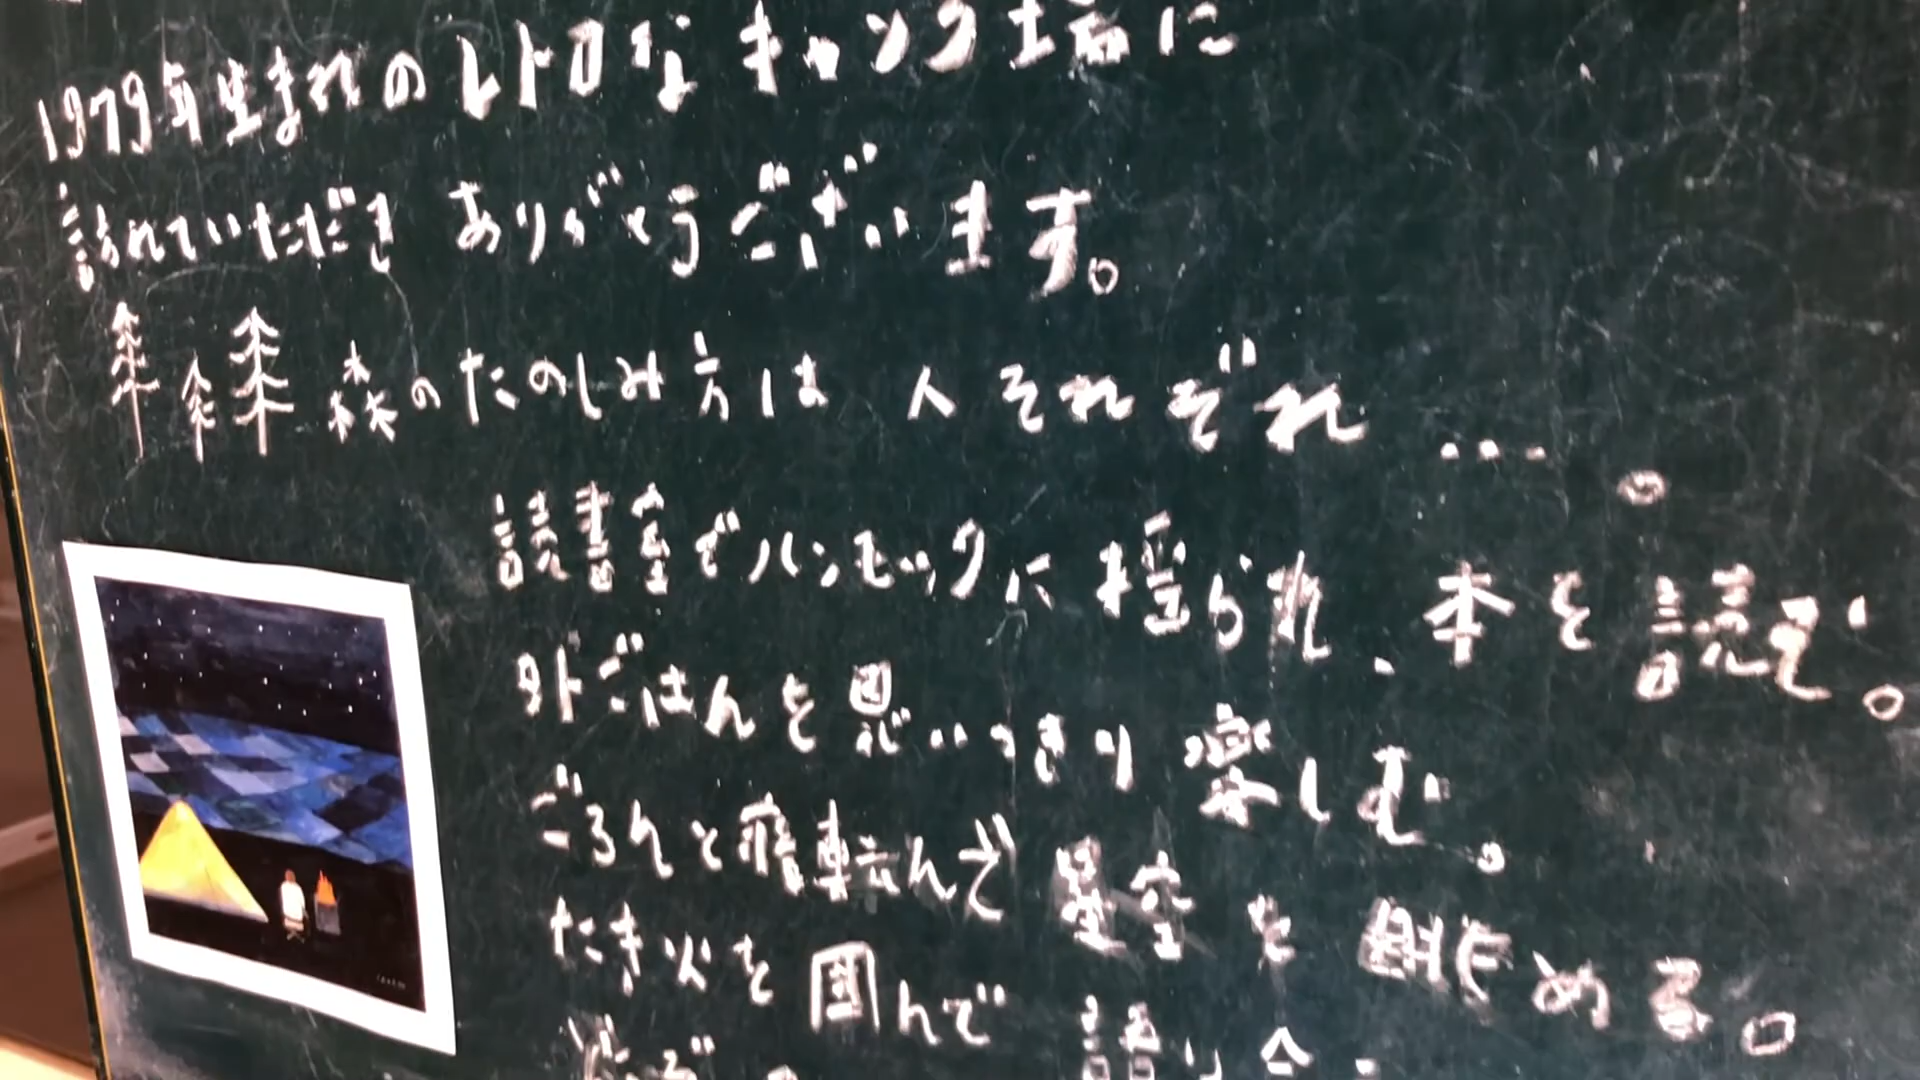 1979年生まれのレトロなキャンプ場に
訪れていただき ありがとうございます。
森のたのしみ方は 人それぞれ….
読書室でハンモックに揺られ、本を読む。
外ごはんを思いっきり楽しむ。
ごろんと寝転んで星空を眺める。
たき火を囲んで 語り合